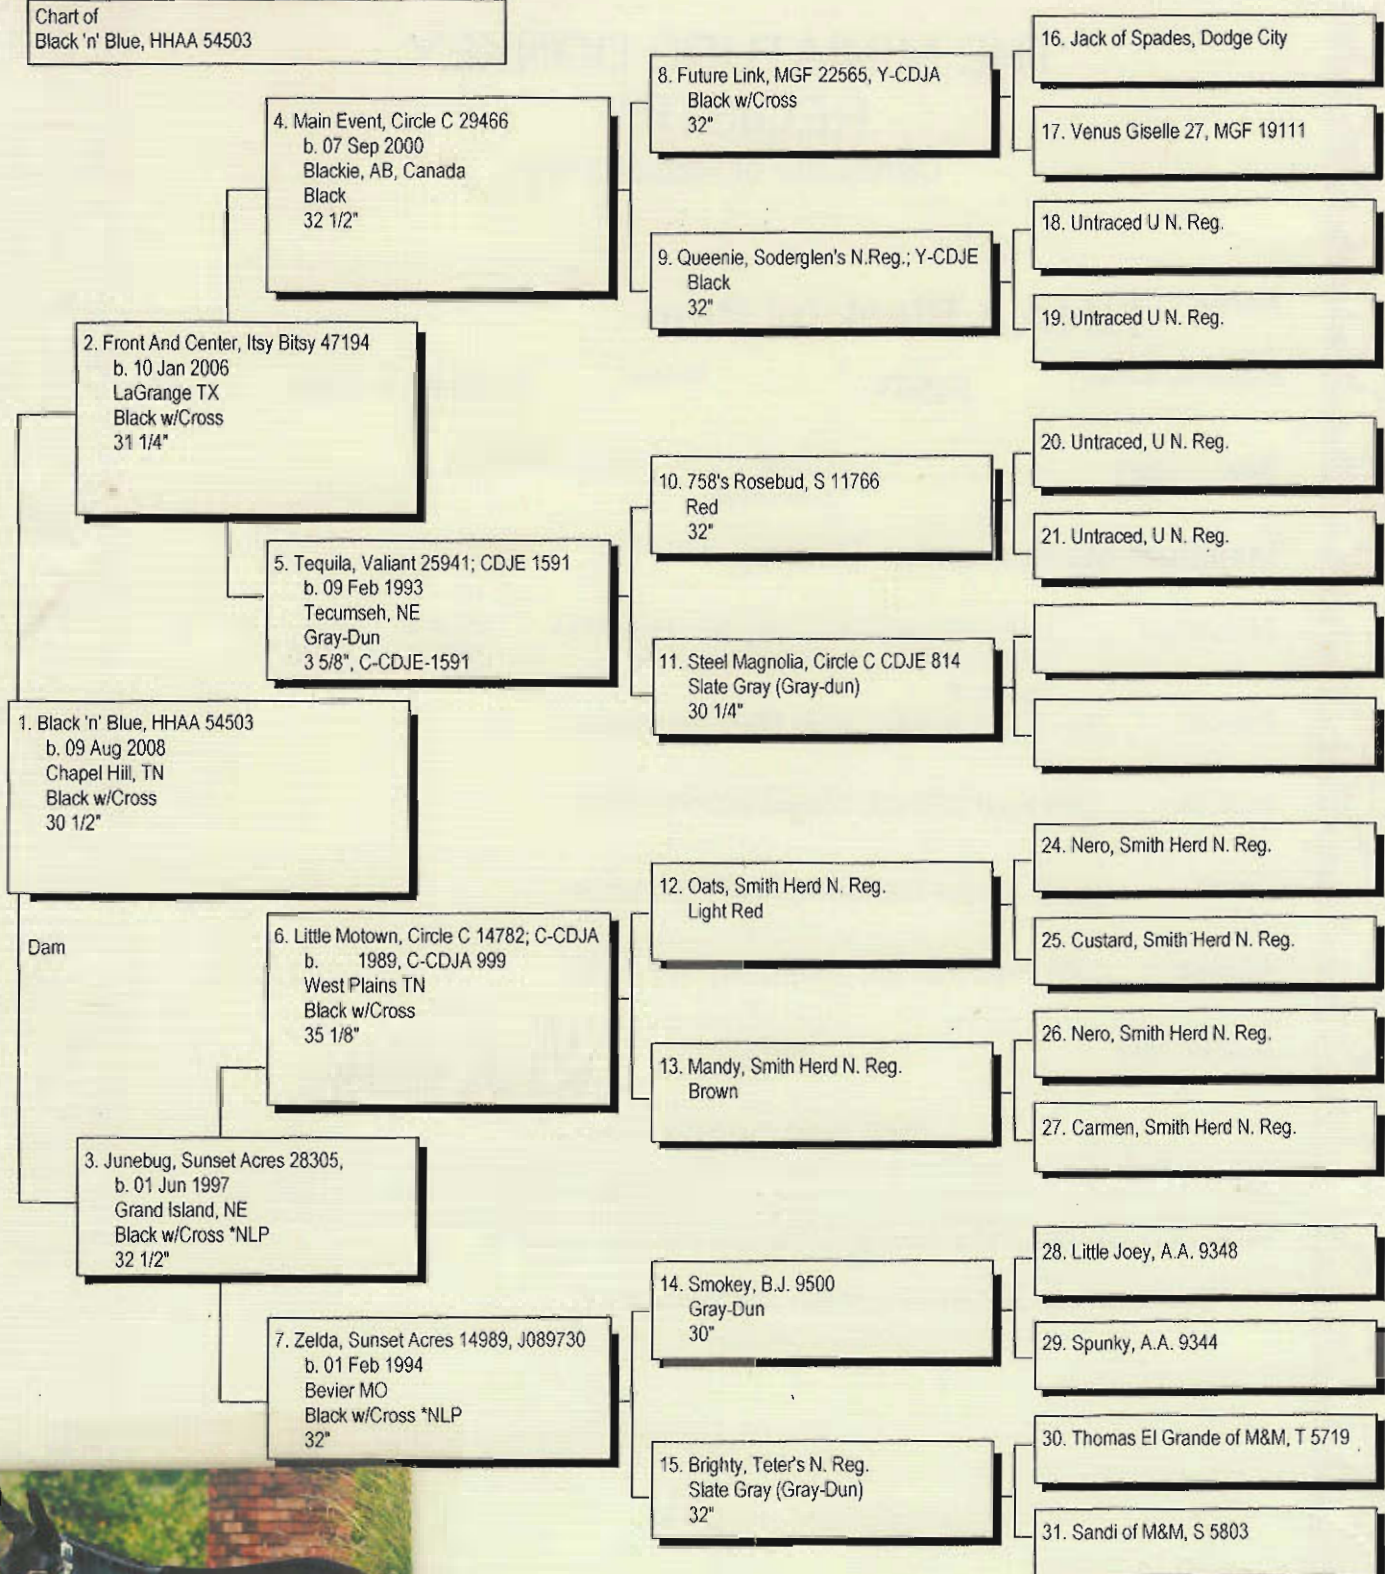 Chart of
Black 'n' Blue, HHAA 54503
1. Black 'n' Blue, HHAA 54503
b. 09 Aug 2008
Chapel Hill, TN
Black w/Cross
30 1/2"
Dam
2. Front And Center, Itsy Bitsy 47194
b. 10 Jan 2006
LaGrange TX
Black w/Cross
31 1/4"
3. Junebug, Sunset Acres 28305,
b. 01 Jun 1997
Grand Island, NE
Black w/Cross *NLP
32 1/2"
4. Main Event, Circle C 29466
b. 07 Sep 2000
Blackie, AB, Canada
Black
32 1/2"
5. Tequila, Valiant 25941; CDJE 1591
b. 09 Feb 1993
Tecumseh, NE
Gray-Dun
3 5/8", C-CDJE-1591
6. Little Motown, Circle C 14782; C-CDJA
b. 1989, C-CDJA 999
West Plains TN
Black w/Cross
35 1/8"
7. Zelda, Sunset Acres 14989, J089730
b. 01 Feb 1994
Bevier MO
Black w/Cross *NLP
32"
8. Future Link, MGF 22565, Y-CDJA
Black w/Cross
32"
9. Queenie, Soderglen's N.Reg.; Y-CDJE
Black
32"
10. 758's Rosebud, S 11766
Red
32"
11. Steel Magnolia, Circle C CDJE 814
Slate Gray (Gray-dun)
30 1/4"
12. Oats, Smith Herd N. Reg.
Light Red
13. Mandy, Smith Herd N. Reg.
Brown
14. Smokey, B.J. 9500
Gray-Dun
30"
15. Brighty, Teter's N. Reg.
Slate Gray (Gray-Dun)
32"
16. Jack of Spades, Dodge City
17. Venus Giselle 27, MGF 19111
18. Untraced U N. Reg.
19. Untraced U N. Reg.
20. Untraced, U N. Reg.
21. Untraced, U N. Reg.
24. Nero, Smith Herd N. Reg.
25. Custard, Smith Herd N. Reg.
26. Nero, Smith Herd N. Reg.
27. Carmen, Smith Herd N. Reg.
28. Little Joey, A.A. 9348
29. Spunky, A.A. 9344
30. Thomas El Grande of M&M, T 5719
31. Sandi of M&M, S 5803